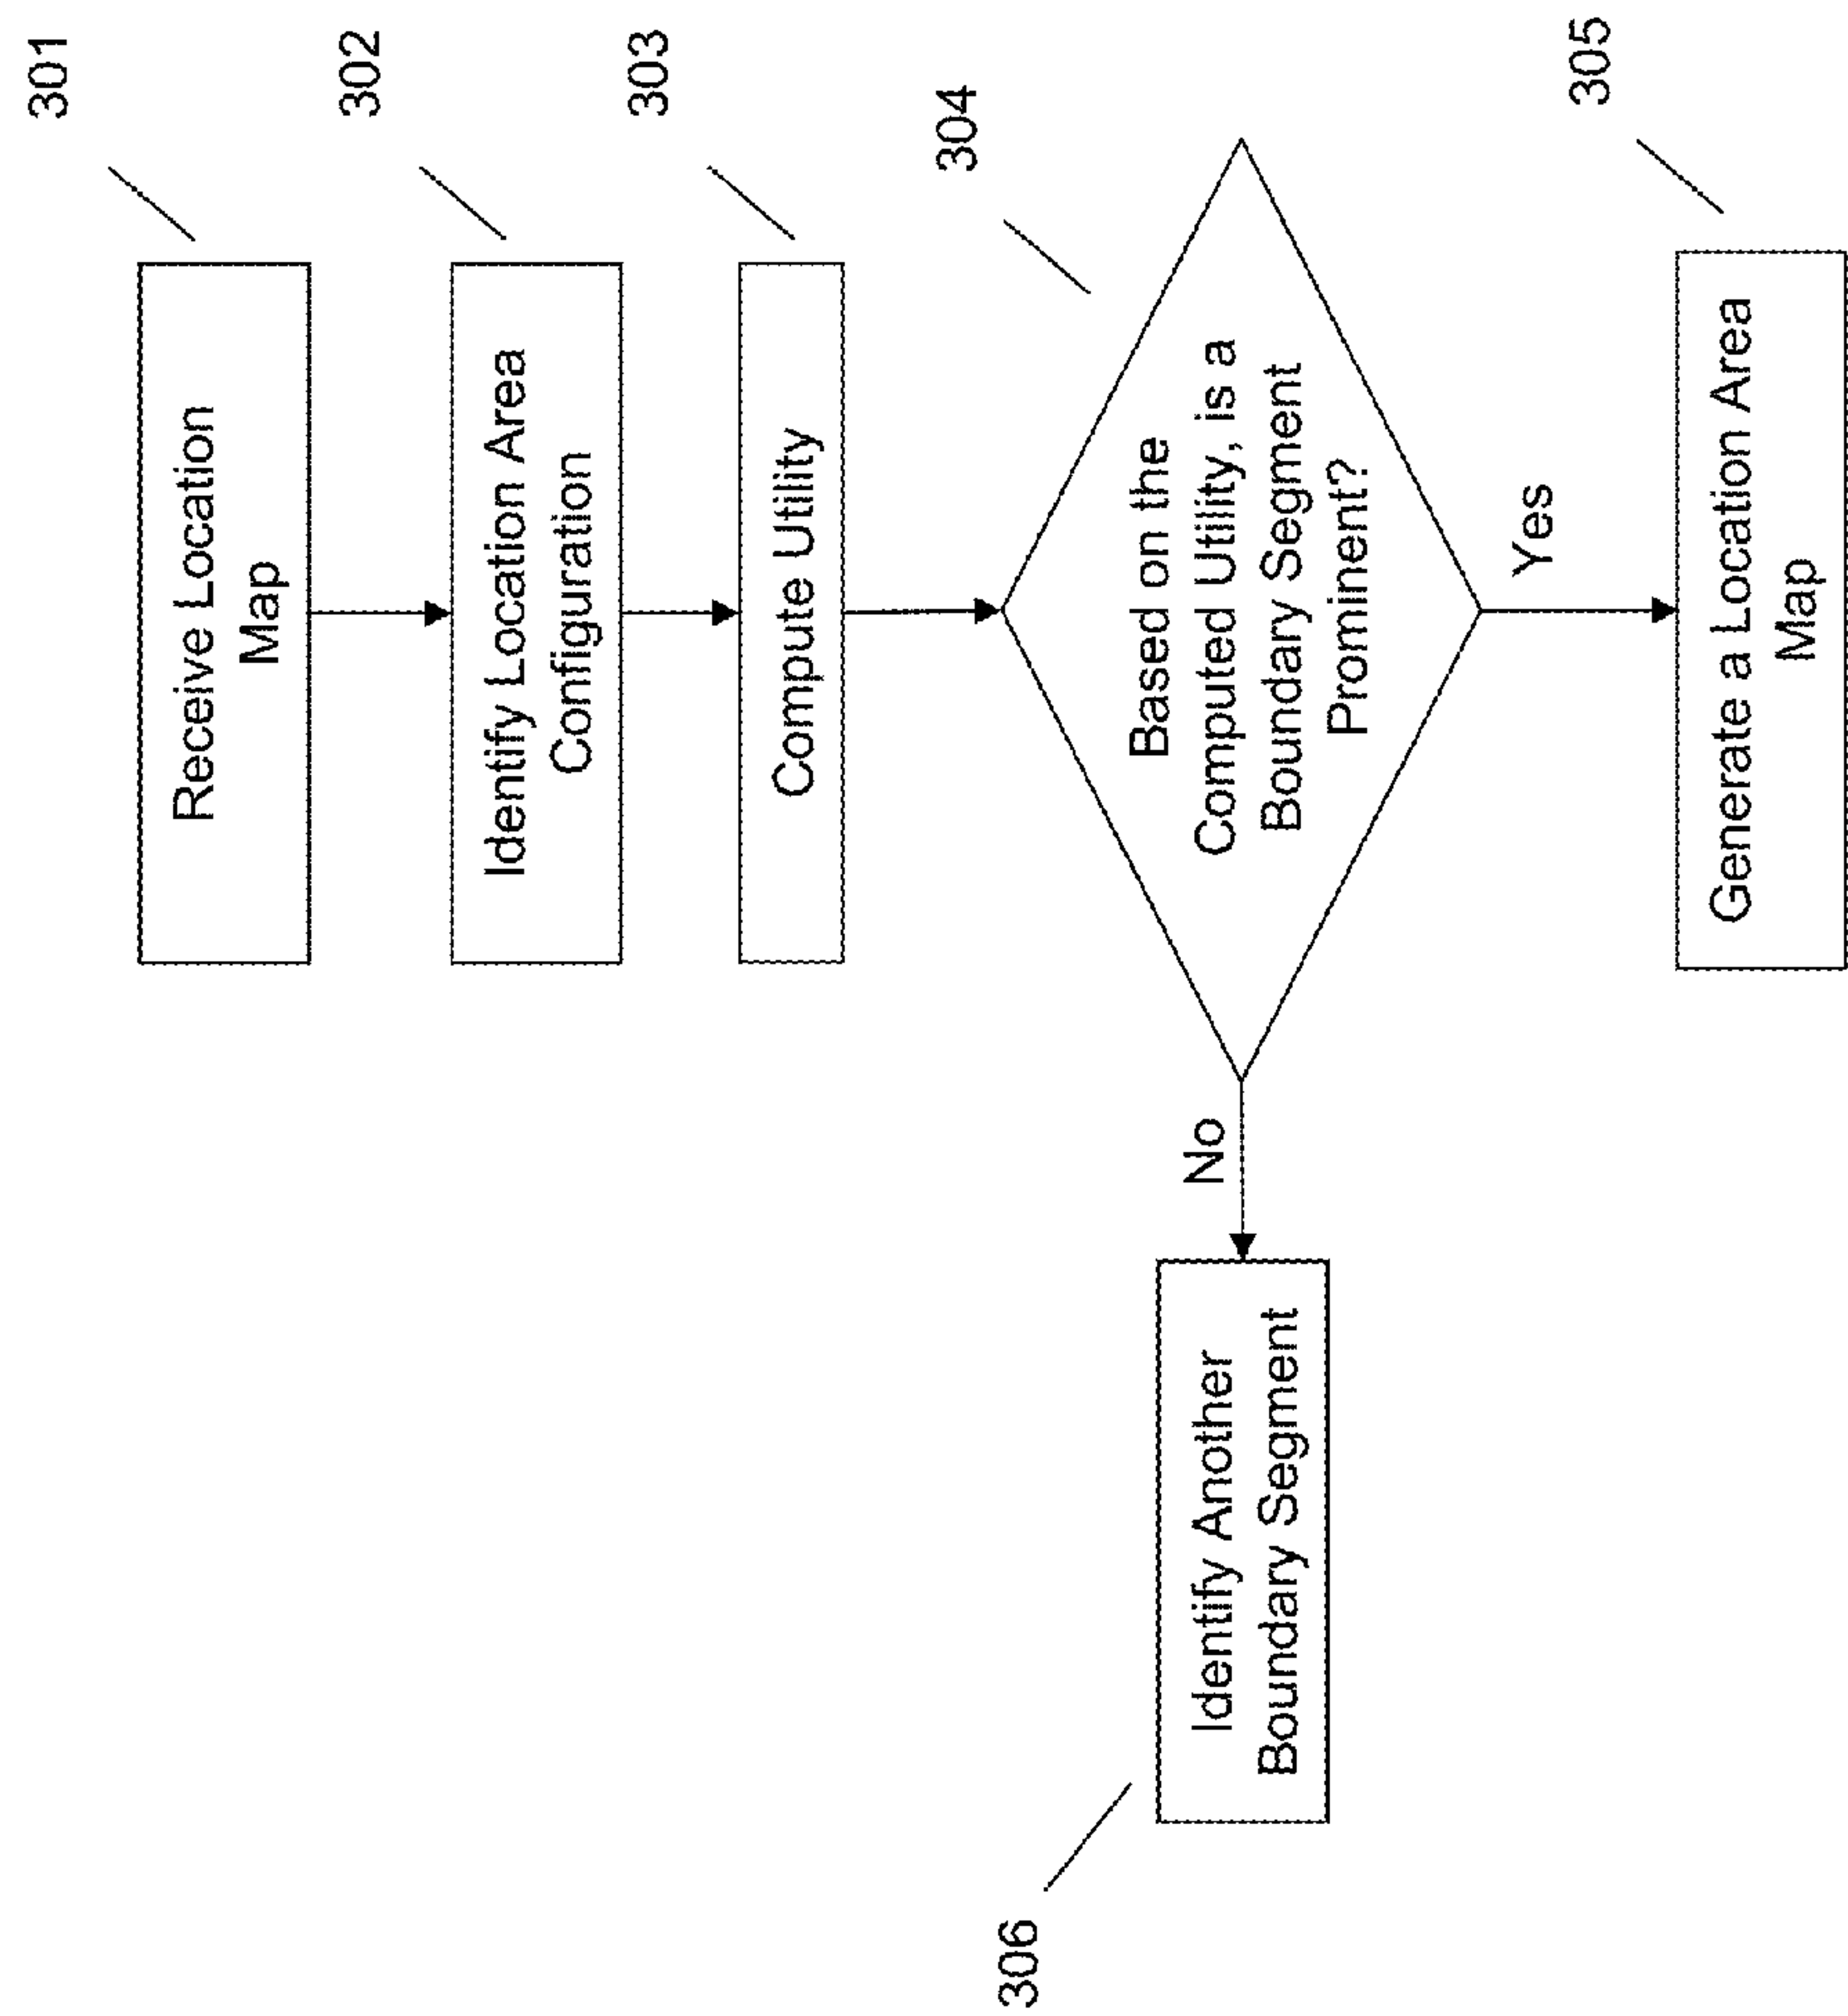 301
Receive Location
Map
302
Identify Location Area
Configuration
303
Compute Utility
304
Based on the
Computed Utility, is a
Boundary Segment
Prominent?
No
Yes
306
Identify Another
Boundary Segment
305
Generate a Location Area
Map